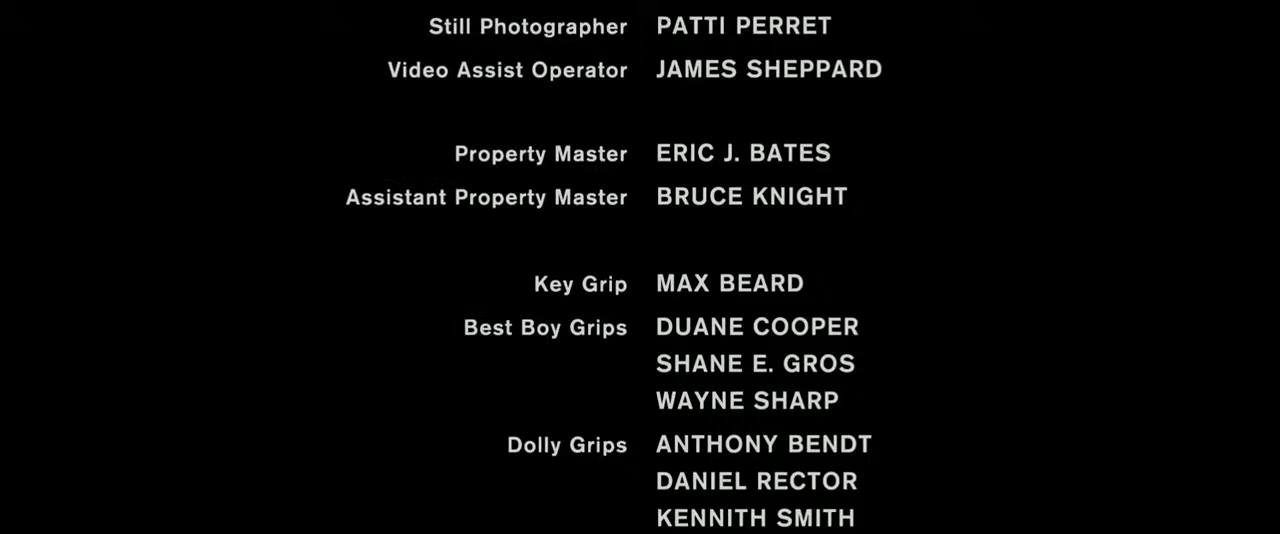 Still Photographer PATTI PERRET
Video Assist Operator JAMES SHEPPARD
Property Master ERIC J. BATES
Assistant Property Master BRUCE KNIGHT
Key Grip MAX BEARD
Best Boy Grips DUANE COOPER
SHANE E. GROS
WAYNE SHARP
Dolly Grips ANTHONY BENDT
DANIEL RECTOR
KENNITH SMITH